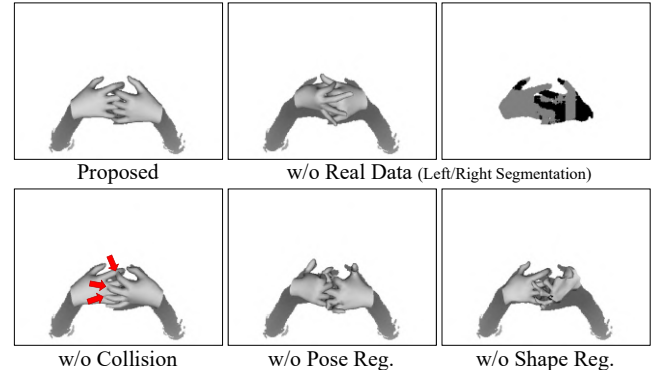 Proposed
w/o Real Data (Left/Right Segmentation)
w/o Collision
w/o Pose Reg.
w/o Shape Reg.